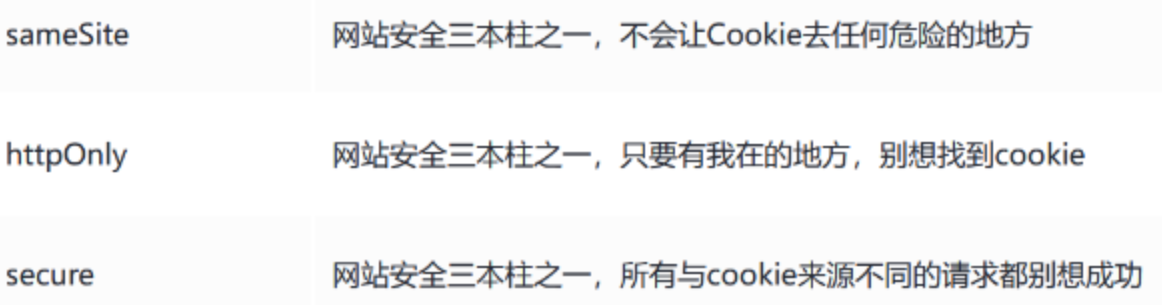 sameSite 网站安全三本柱之一，不会让Cookie去任何危险的地方
httpOnly 网站安全三本柱之一，只要有我在的地方，别想找到cookie
secure 网站安全三本柱之一，所有与cookie来源不同的请求都别想成功